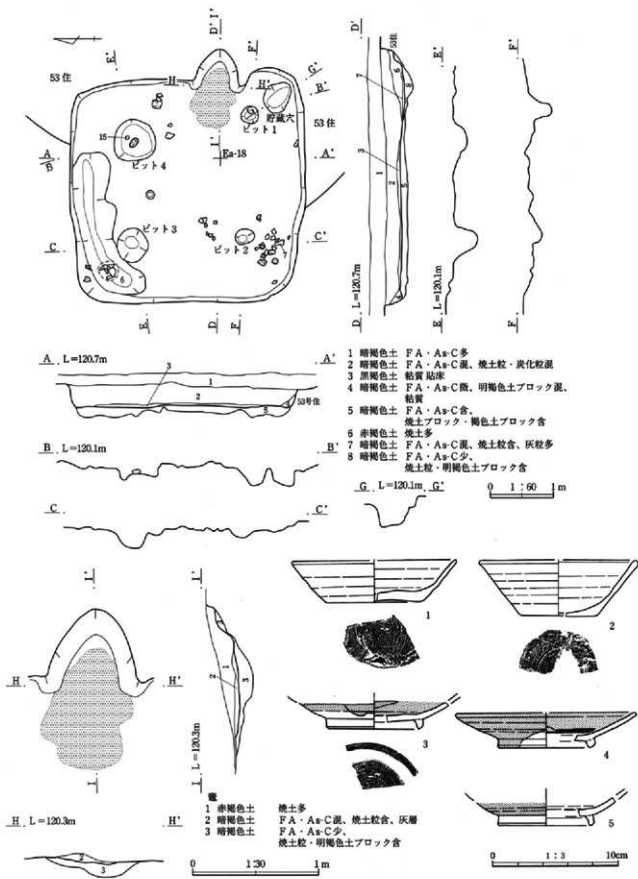 D' I'
F'
E'
53住
H
H'
G'
B'
貯蔵穴
ピット1
53住
15
ピット4
I'
Ea-18
A
B
A'
ピット3
C
ピット2
C'
7
6
E
D
F
D'
53住
6
7
8
3
1
2
5
4
L=120.7m
D
E'
L=120.1m
E
F'
F
A L=120.7m
3
A'
1
2
5
53号住
B L=120.1m
B'
C L=120.1m
C'
1 暗褐色土 FA・As-C多
2 暗褐色土 FA・As-C混、焼土粒・炭化粒混
3 黒褐色土 粘質 貼床
4 暗褐色土 FA・As-C微、明褐色土ブロック混、
粘質
5 暗褐色土 FA・As-C含、
焼土ブロック・褐色土ブロック含
6 赤褐色土 焼土多
7 暗褐色土 FA・As-C混、焼土粒含、灰粒多
8 暗褐色土 FA・As-C少、
焼土粒・明褐色土ブロック含
G L=120.1m G'
0 1:60 1m
I'
H
H'
I
I'
1
2
3
L=120.3m
I
1
2
3
4
5
竈
1 赤褐色土 焼土多
2 暗褐色土 FA・As-C混、焼土粒含、灰層
3 暗褐色土 FA・As-C少、
焼土粒・明褐色土ブロック含
H L=120.3m
H'
2
3
0 1:30 1m
0 1:3 10cm